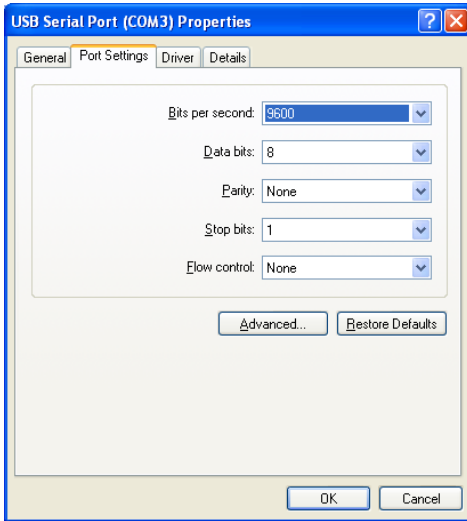 USB Serial Port (COM3) Properties
General Port Settings Driver Details
Bits per second: 9600
Data bits: 8
Parity: None
Stop bits: 1
Flow control: None
Advanced... Restore Defaults
OK Cancel